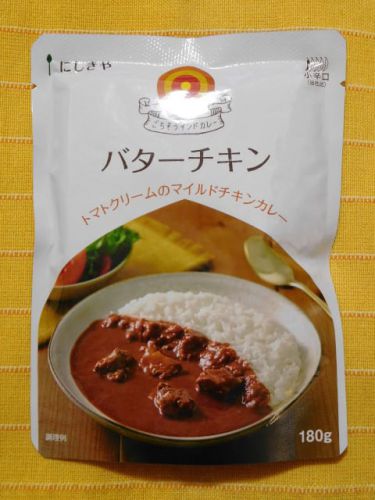 にしきや
ごちそうインドカレー
小辛口
バターチキン
トマトクリームのマイルドチキンカレー
調理例
180g